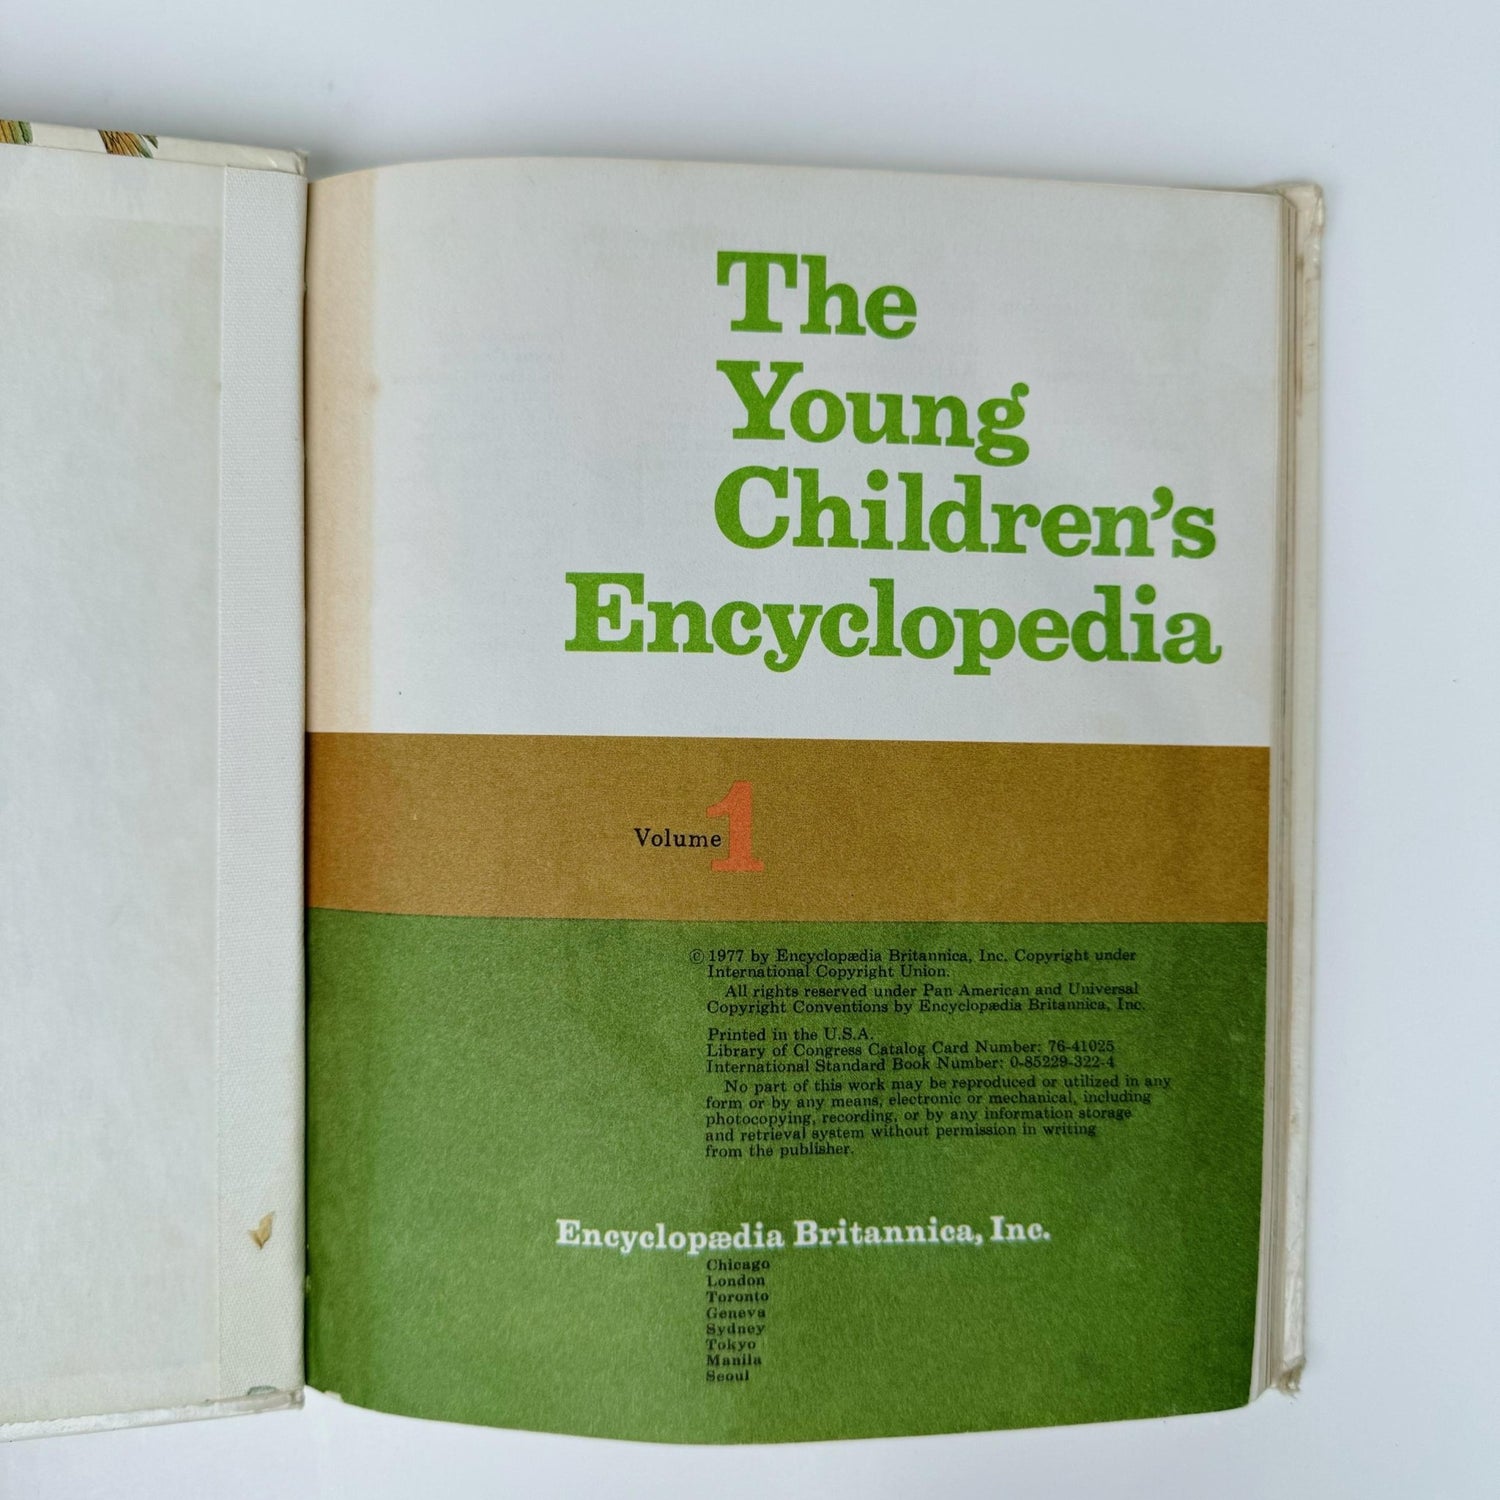 The
Young
Children's
Encyclopedia
Volume 1
© 1977 by Encyclopædia Britannica, Inc. Copyright under
International Copyright Union.
All rights reserved under Pan American and Universal
Copyright Conventions by Encyclopædia Britannica, Inc.
Printed in the U.S.A.
Library of Congress Catalog Card Number: 76-41025
International Standard Book Number: 0-85229-322-4
No part of this work may be reproduced or utilized in any
form or by any means, electronic or mechanical, including
photocopying, recording, or by any information storage
and retrieval system without permission in writing
from the publisher.
Encyclopædia Britannica, Inc.
Chicago
London
Toronto
Geneva
Sydney
Tokyo
Manila
Seoul